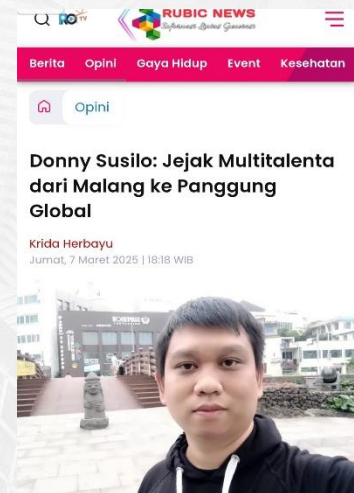 RUBIC NEWS
Berita Opini Gaya Hidup Event Kesehatan
Opini
Donny Susilo: Jejak Multitalenta
dari Malang ke Panggung
Global
Krida Herbayu
Jumat, 7 Maret 2025 | 18:18 WIB